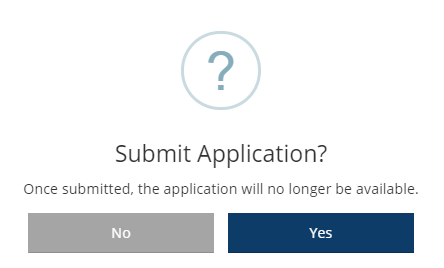 ?
Submit Application?
Once submitted, the application will no longer be available.
No
Yes